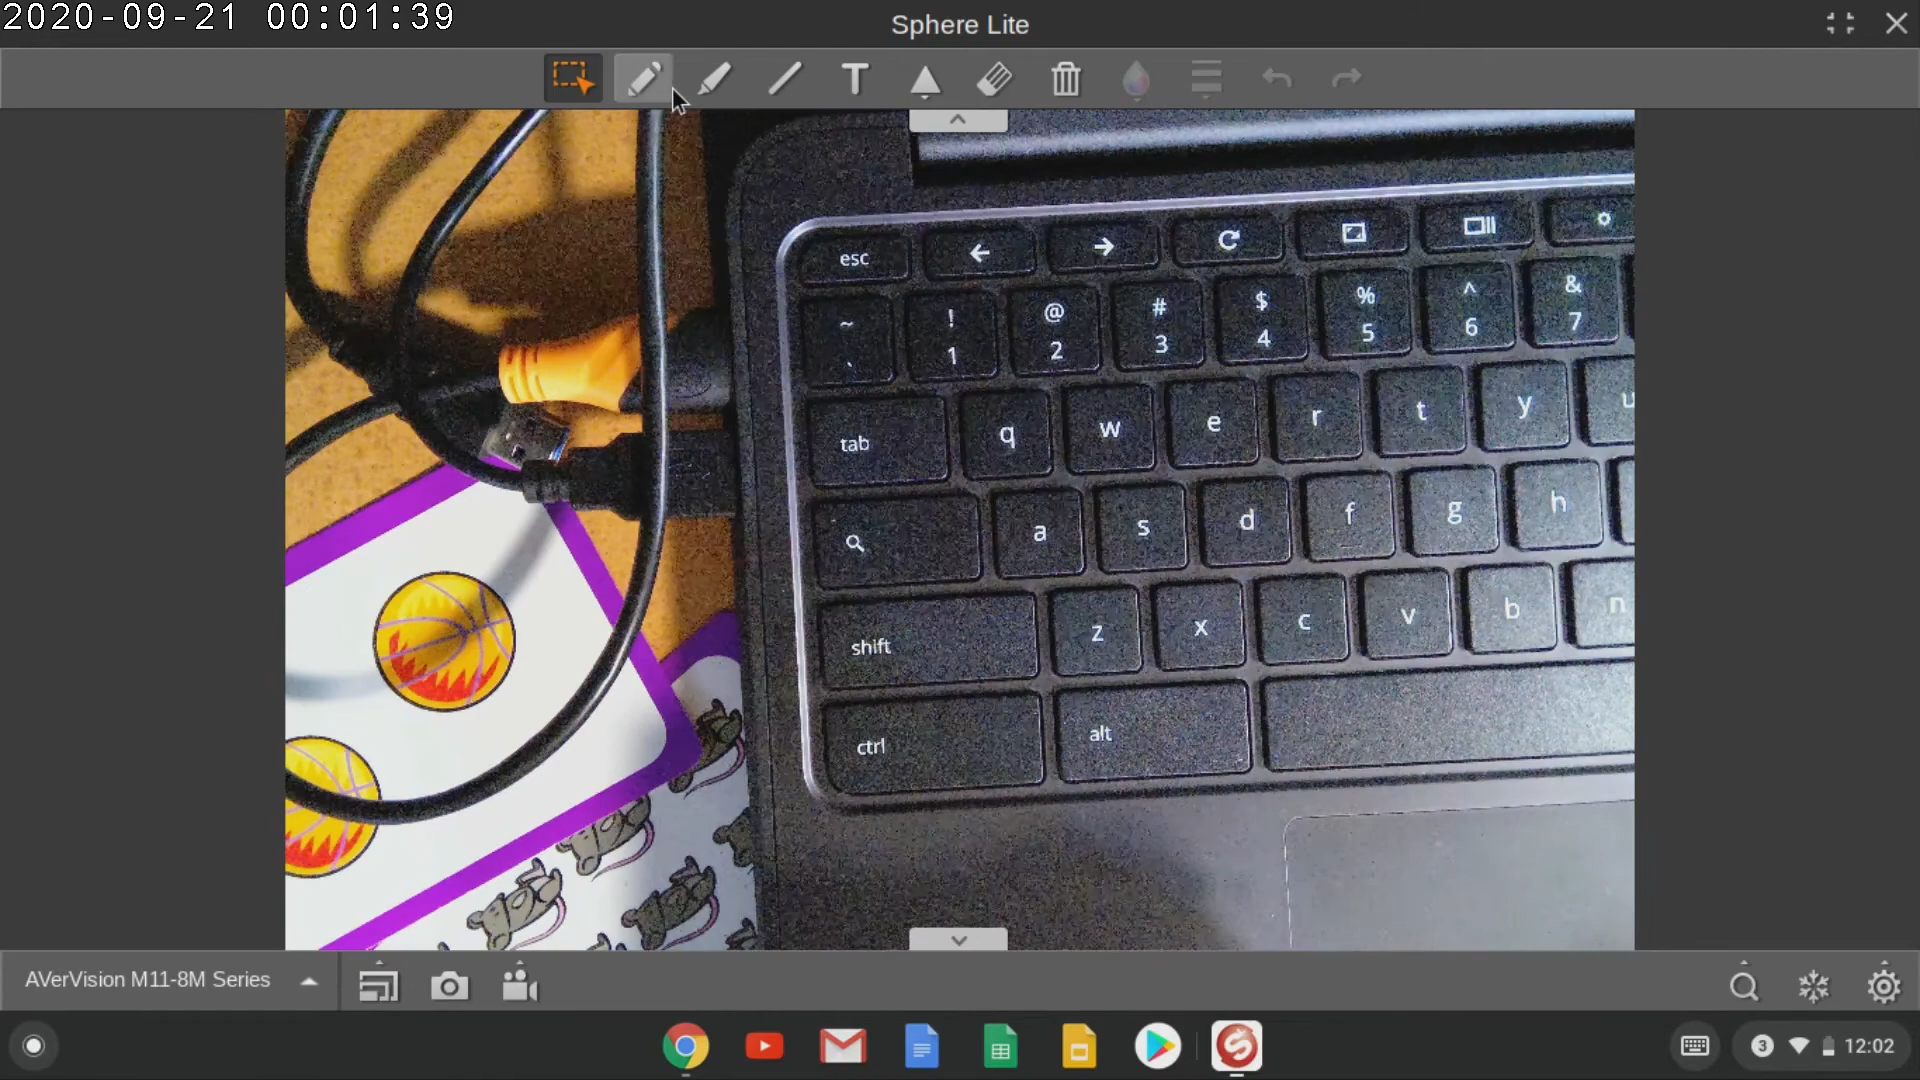 2020-09-21 00:01:39
Sphere Lite
T
esc
~ ! @ # $ % ^ &
` 1 2 3 4 5 6 7
tab q w e r t y u
a s d f g h
shift z x c v b n
ctrl alt
AVerVision M11-8M Series
3 12:02